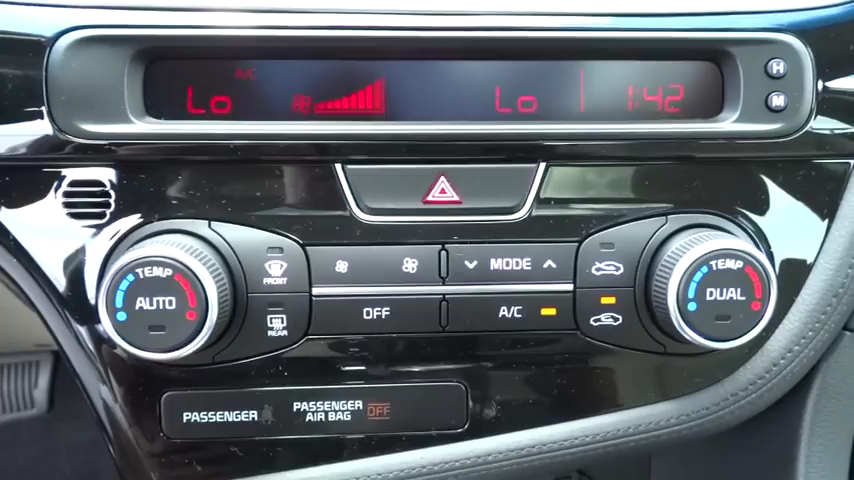 A/C
Lo Lo 1:42
H
M
TEMP
AUTO
FRONT
REAR
MODE
OFF
A/C
TEMP
DUAL
PASSENGER
PASSENGER
AIR BAG OFF